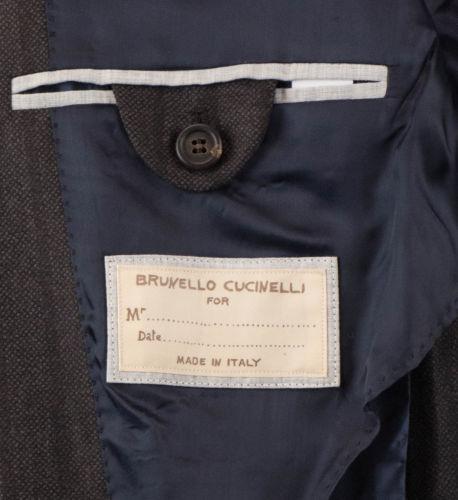 BRUNELLO CUCINELLI
FOR
Mr..............................
Date..............................
MADE IN ITALY